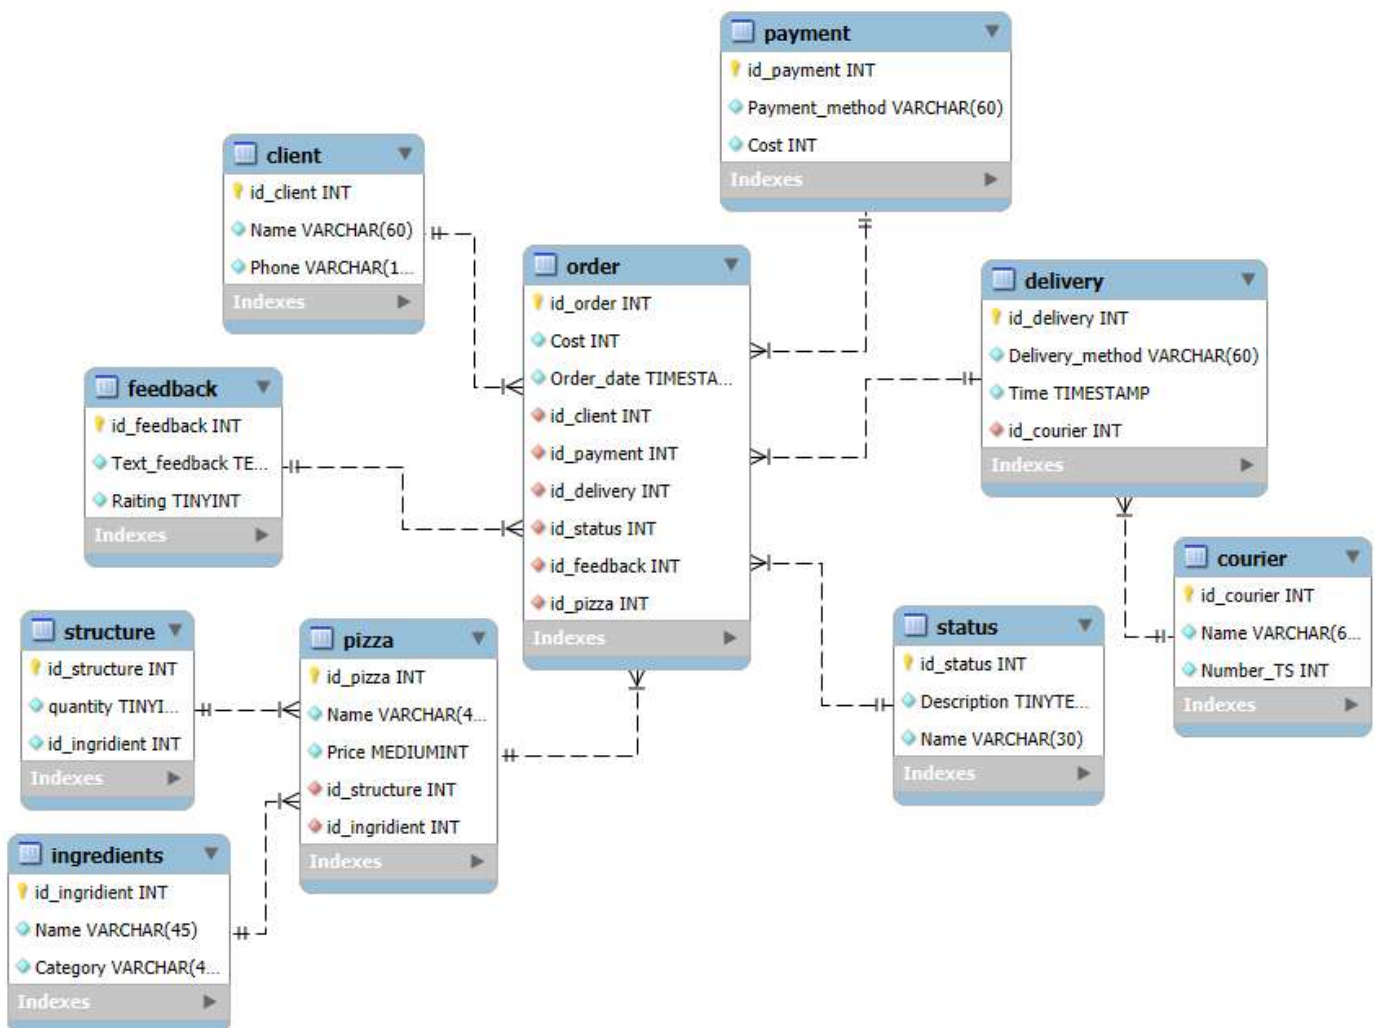 payment
id_payment INT
Payment_method VARCHAR(60)
Cost INT
Indexes
client
id_client INT
Name VARCHAR(60)
Phone VARCHAR(1...
Indexes
order
id_order INT
Cost INT
Order_date TIMESTA...
id_client INT
id_payment INT
id_delivery INT
id_status INT
id_feedback INT
id_pizza INT
Indexes
delivery
id_delivery INT
Delivery_method VARCHAR(60)
Time TIMESTAMP
id_courier INT
Indexes
feedback
id_feedback INT
Text_feedback TE...
Raiting TINYINT
Indexes
courier
id_courier INT
Name VARCHAR(6...
Number_TS INT
Indexes
structure
id_structure INT
quantity TINYI...
id_ingridient INT
Indexes
pizza
id_pizza INT
Name VARCHAR(4...
Price MEDIUMINT
id_structure INT
id_ingridient INT
Indexes
status
id_status INT
Description TINYTE...
Name VARCHAR(30)
Indexes
ingredients
id_ingridient INT
Name VARCHAR(45)
Category VARCHAR(4...
Indexes